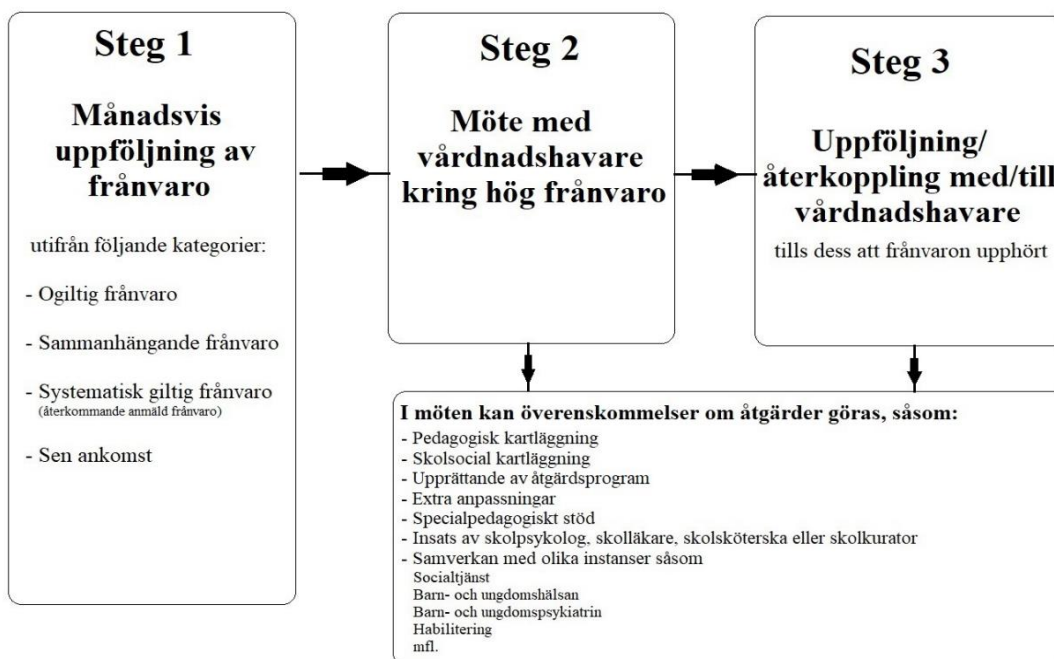 Steg 1
Månadsvis
uppföljning av
frånvaro
utifrån följande kategorier:
- Ogiltig frånvaro
- Sammanhängande frånvaro
- Systematisk giltig frånvaro
(återkommande anmäld frånvaro)
- Sen ankomst
Steg 2
Möte med
vårdnadshavare
kring hög frånvaro
Steg 3
Uppföljning/
återkoppling med/till
vårdnadshavare
tills dess att frånvaron upphört
I möten kan överenskommelser om åtgärder göras, såsom:
- Pedagogisk kartläggning
- Skolsocial kartläggning
- Upprättande av åtgärdsprogram
- Extra anpassningar
- Specialpedagogiskt stöd
- Insats av skolpsykolog, skolläkare, skolsköterska eller skolkurator
- Samverkan med olika instanser såsom
Socialtjänst
Barn- och ungdomshälsan
Barn- och ungdomspsykiatrin
Habilitering
mfl.